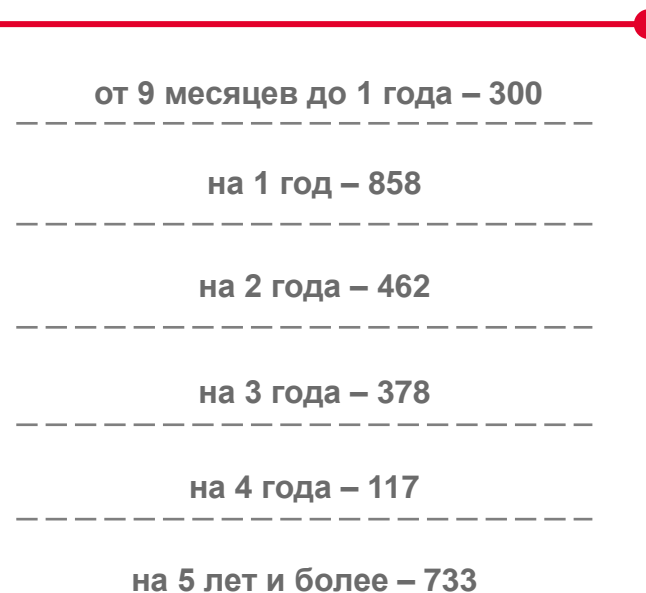 от 9 месяцев до 1 года – 300
на 1 год – 858
на 2 года – 462
на 3 года – 378
на 4 года – 117
на 5 лет и более – 733